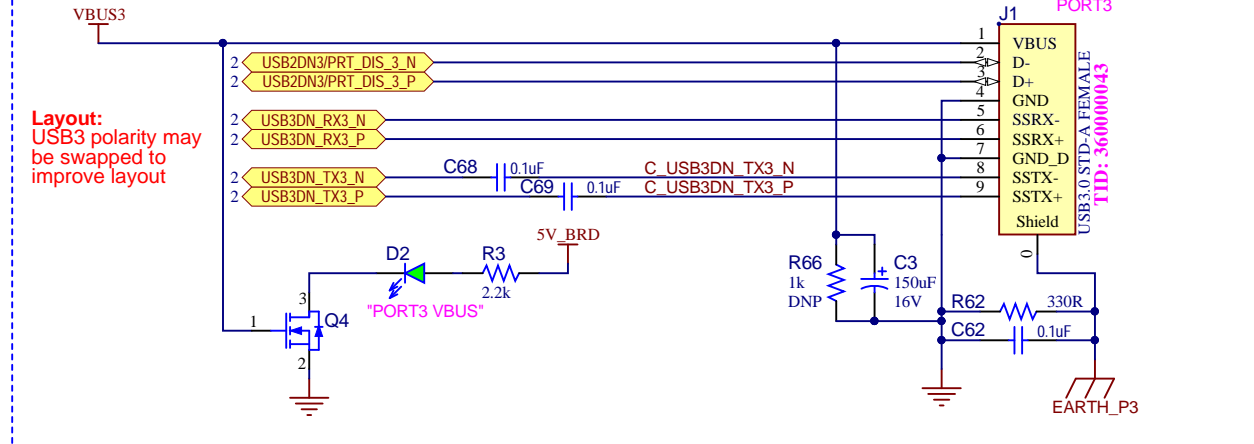 PORT3
VBUS3
J1
1
VBUS
2
USB2DN3/PRT_DIS_3_N
2
D-
2
USB2DN3/PRT_DIS_3_P
3
D+
4
GND
Layout:
USB3 polarity may
be swapped to
improve layout
2
USB3DN_RX3_N
5
SSRX-
2
USB3DN_RX3_P
6
SSRX+
7
GND_D
2
USB3DN_TX3_N
C68
0.1uF
C_USB3DN_TX3_N
8
SSTX-
2
USB3DN_TX3_P
C69
0.1uF
C_USB3DN_TX3_P
9
SSTX+
Shield
0
USB3.0 STD-A FEMALE
TID: 360000043
5V_BRD
D2
R3
2.2k
"PORT3 VBUS"
3
1
Q4
2
R66
1k
DNP
C3
+
150uF
16V
R62
330R
C62
0.1uF
EARTH_P3